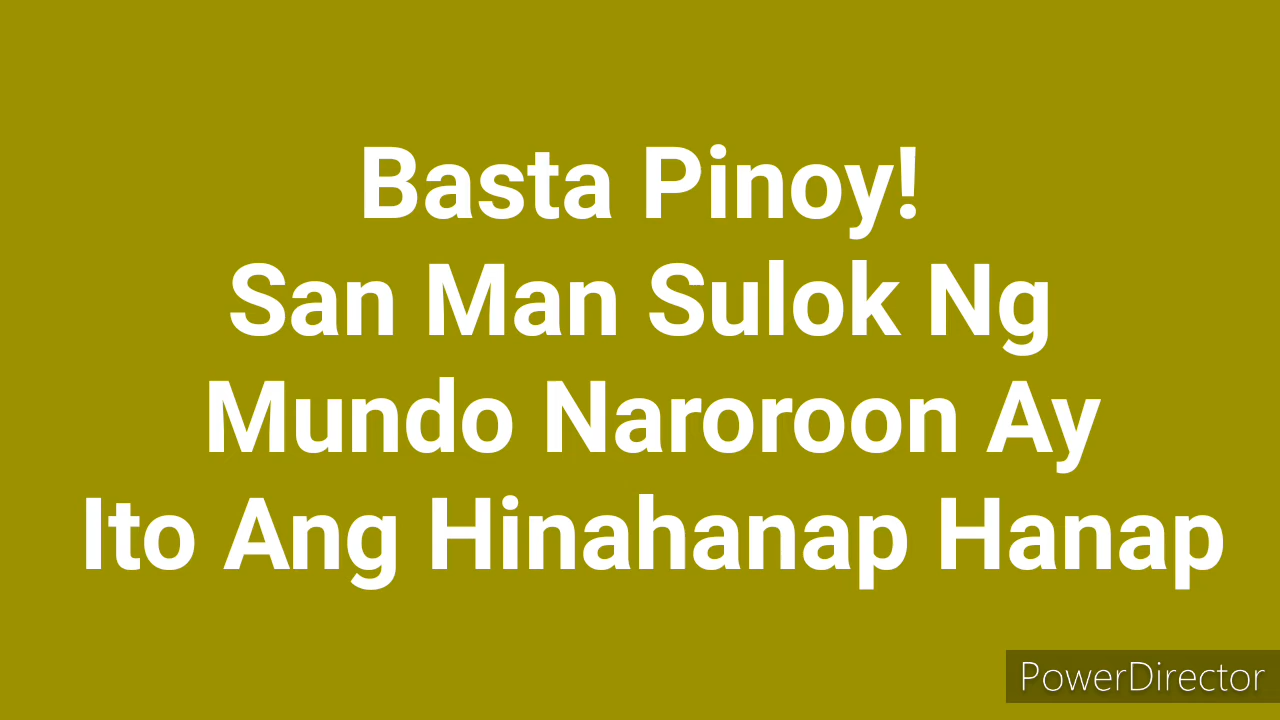 Basta Pinoy!
San Man Sulok Ng
Mundo Naroroon Ay
Ito Ang Hinahanap Hanap
PowerDirector